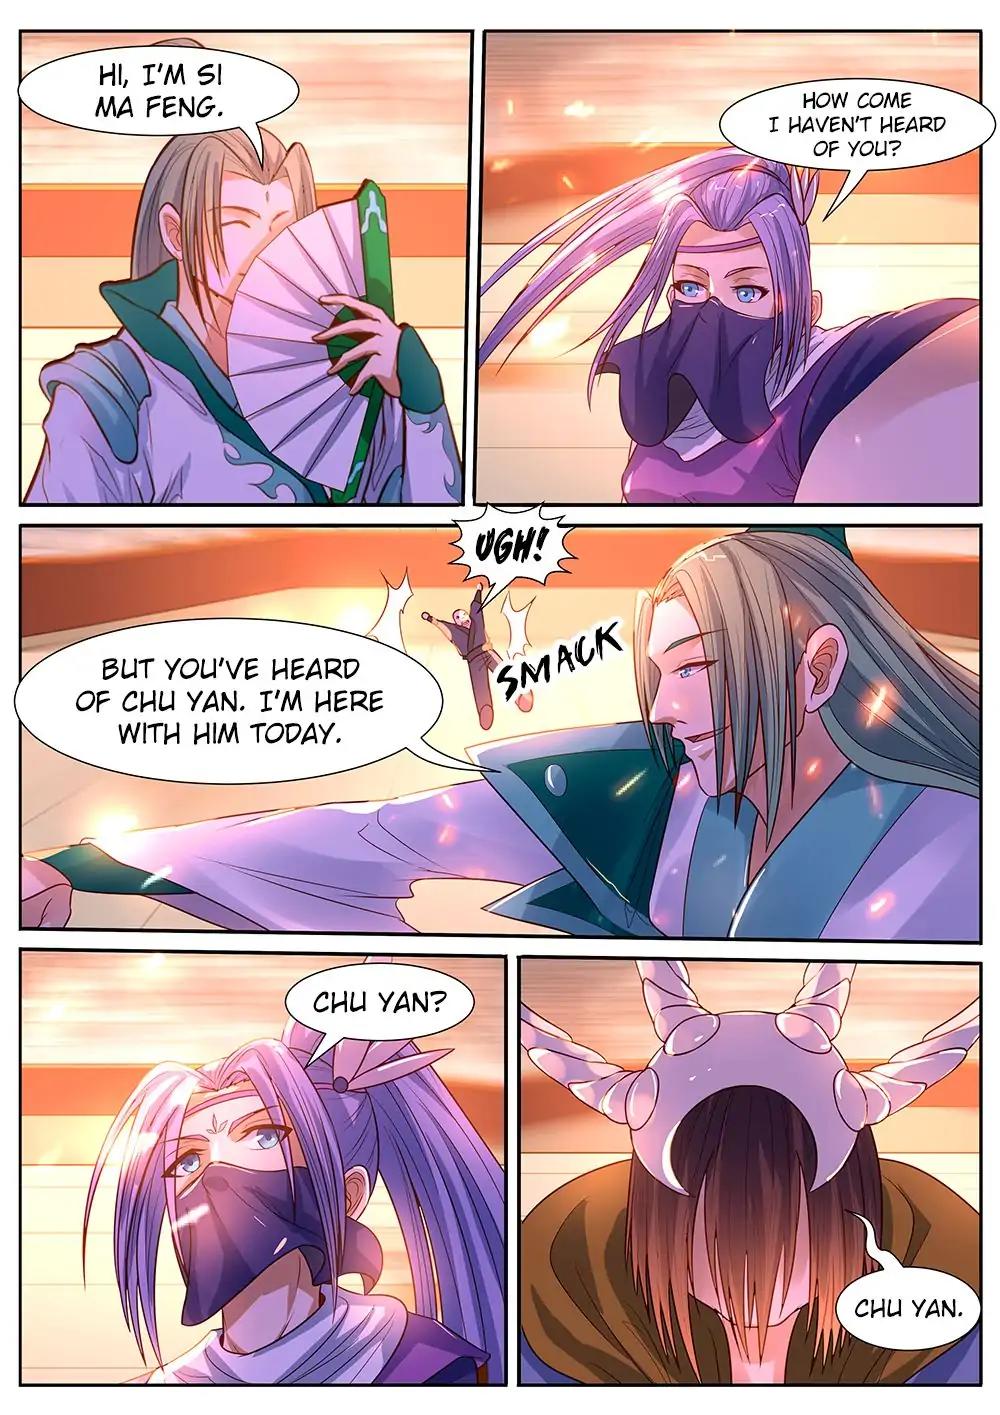 HI, I'M SI
MA FENG.
HOW COME
I HAVEN'T HEARD
OF YOU?
UGH!
SMACK
BUT YOU'VE HEARD
OF CHU YAN. I'M HERE
WITH HIM TODAY.
CHU YAN?
CHU YAN.